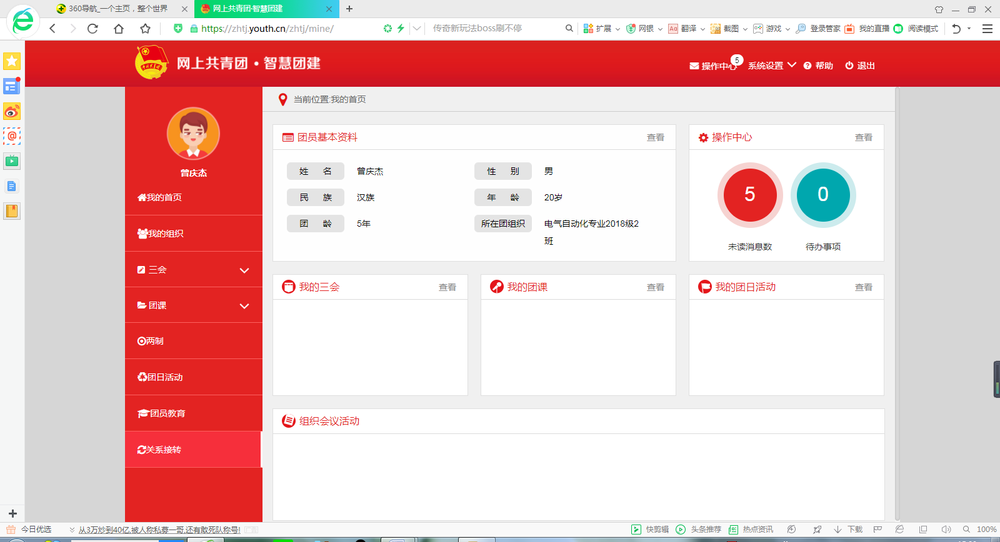 360导航_一个主页，整个世界
网上共青团·智慧团建
https://zhtj.youth.cn/zhtj/mine/
传奇新玩法boss刷不停
扩展
网银
Aa 翻译
截图
游戏
登录管家
我的直播
阅读模式
网上共青团·智慧团建
操作中心 5
系统设置
帮助
退出
曾庆杰
我的首页
我的组织
三会
团课
两制
团日活动
团员教育
关系接转
当前位置:我的首页
团员基本资料 查看
姓 名 曾庆杰 性 别 男
民 族 汉族 年 龄 20岁
团 龄 5年 所在团组织 电气自动化专业2018级2
班
操作中心 查看
5 0
未读消息数 待办事项
我的三会 查看
我的团课 查看
我的团日活动 查看
组织会议活动
今日优选
从3万炒到40亿,被人称私募一哥,还有敢死队称号!
快剪辑
头条推荐
热点资讯
下载
100%